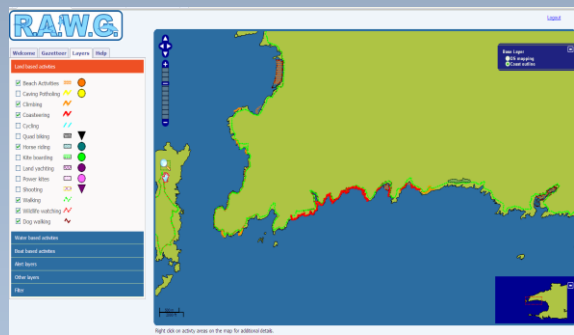 R.A.W.G.
Logout
Welcome Gazetteer Layers Help
Land based activities
Beach Activities
Caving Potholing
Climbing
Coasteering
Cycling
Quad biking
Horse riding
Kite boarding
Land yachting
Power kites
Shooting
Walking
Wildlife watching
Dog walking
Water based activities
Boat based activities
Alert layers
Other layers
Filter
Base Layer
OS mapping
Coast outline
Right click on activity areas on the map for additional details.